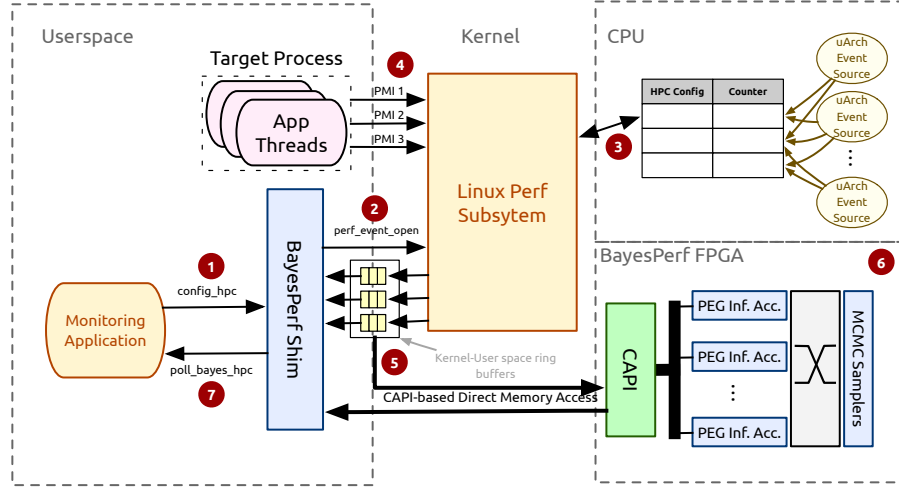 Userspace
Kernel
CPU
Target Process
4
PMI 1
PMI 2
PMI 3
App
Threads
Linux Perf
Subsytem
HPC Config
Counter
3
uArch
Event
Source
uArch
Event
Source
...
uArch
Event
Source
2
perf_event_open
1
config_hpc
BayesPerf Shim
Monitoring
Application
poll_bayes_hpc
7
5
Kernel-User space ring
buffers
CAPI-based Direct Memory Access
BayesPerf FPGA
6
CAPI
PEG Inf. Acc.
PEG Inf. Acc.
...
PEG Inf. Acc.
MCMC Samplers